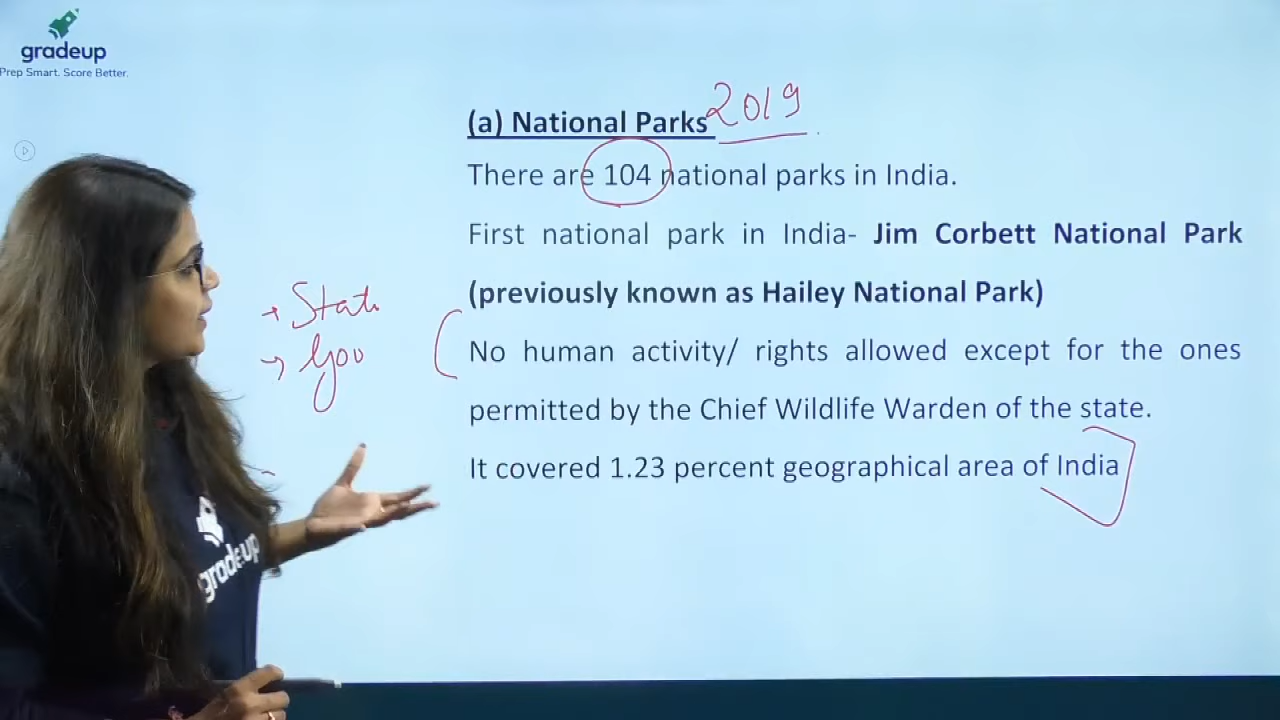 gradeup
Prep Smart. Score Better.
(a) National Parks 2019
There are 104 national parks in India.
First national park in India- Jim Corbett National Park
(previously known as Hailey National Park)
State
Gov
No human activity/ rights allowed except for the ones
permitted by the Chief Wildlife Warden of the state.
It covered 1.23 percent geographical area of India
gradeup